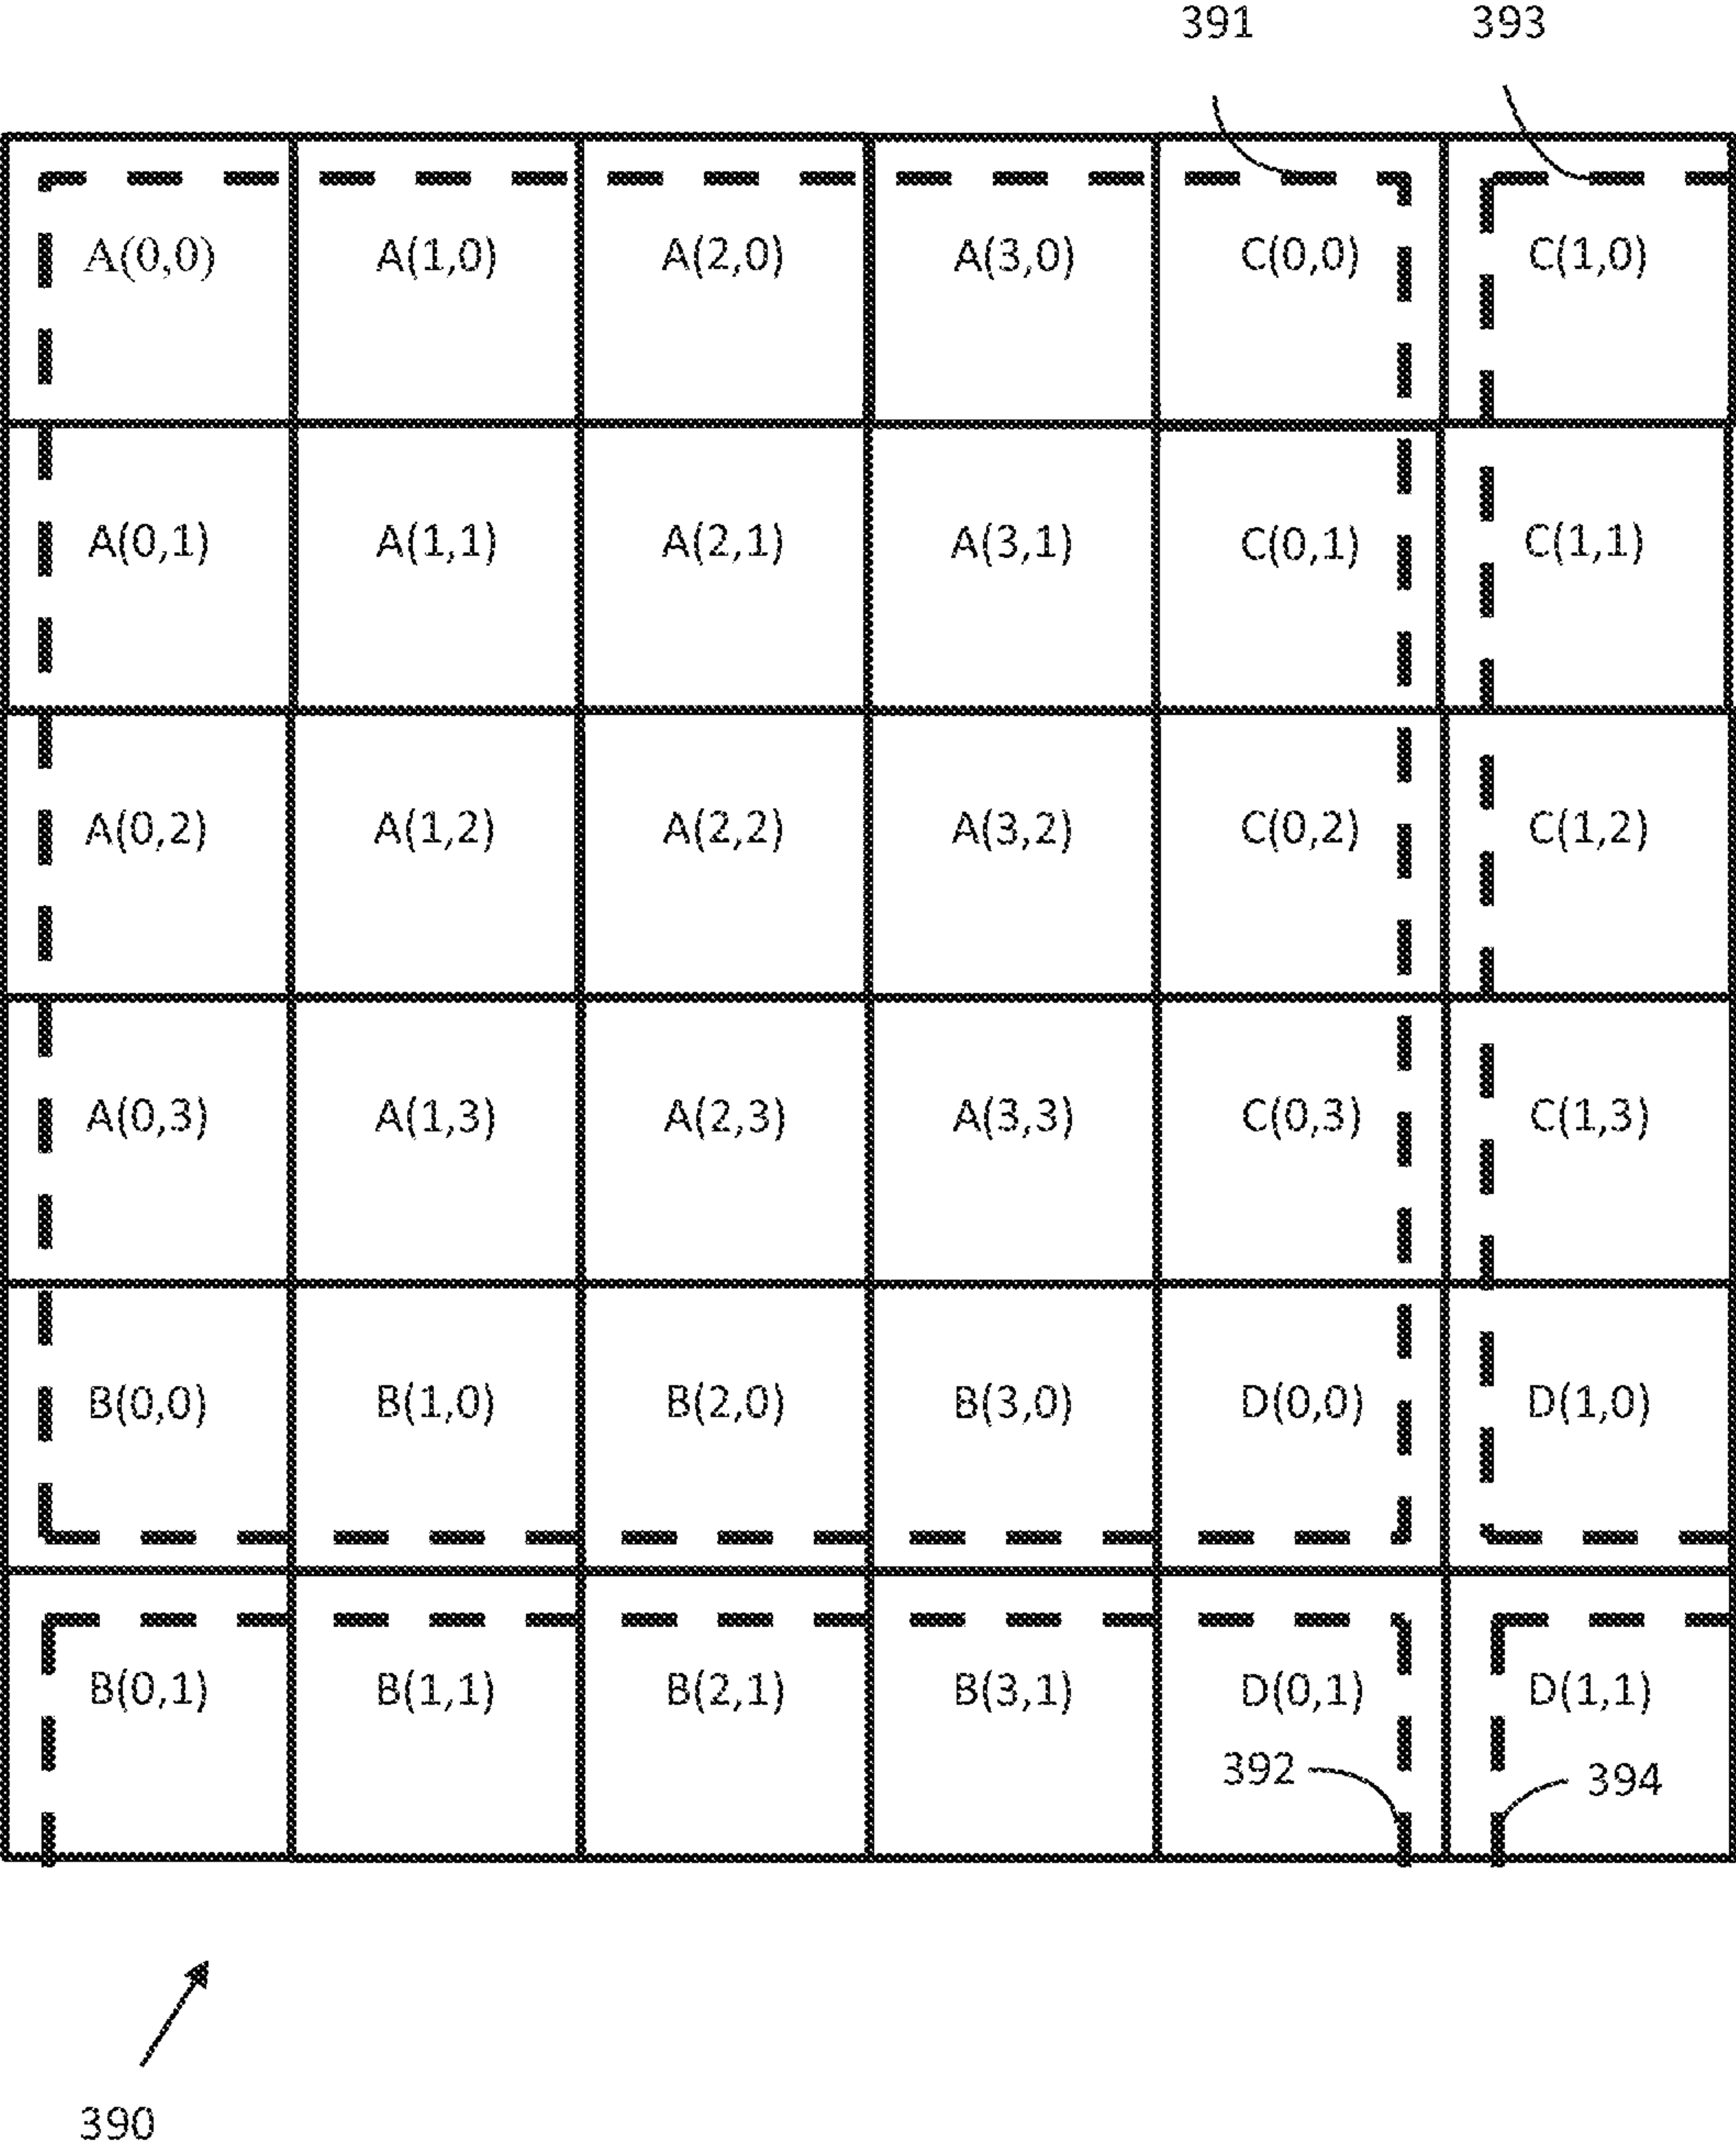 391 393
A(0,0) A(1,0) A(2,0) A(3,0) C(0,0) C(1,0)
A(0,1) A(1,1) A(2,1) A(3,1) C(0,1) C(1,1)
A(0,2) A(1,2) A(2,2) A(3,2) C(0,2) C(1,2)
A(0,3) A(1,3) A(2,3) A(3,3) C(0,3) C(1,3)
B(0,0) B(1,0) B(2,0) B(3,0) D(0,0) D(1,0)
B(0,1) B(1,1) B(2,1) B(3,1) D(0,1) D(1,1)
392 394
390